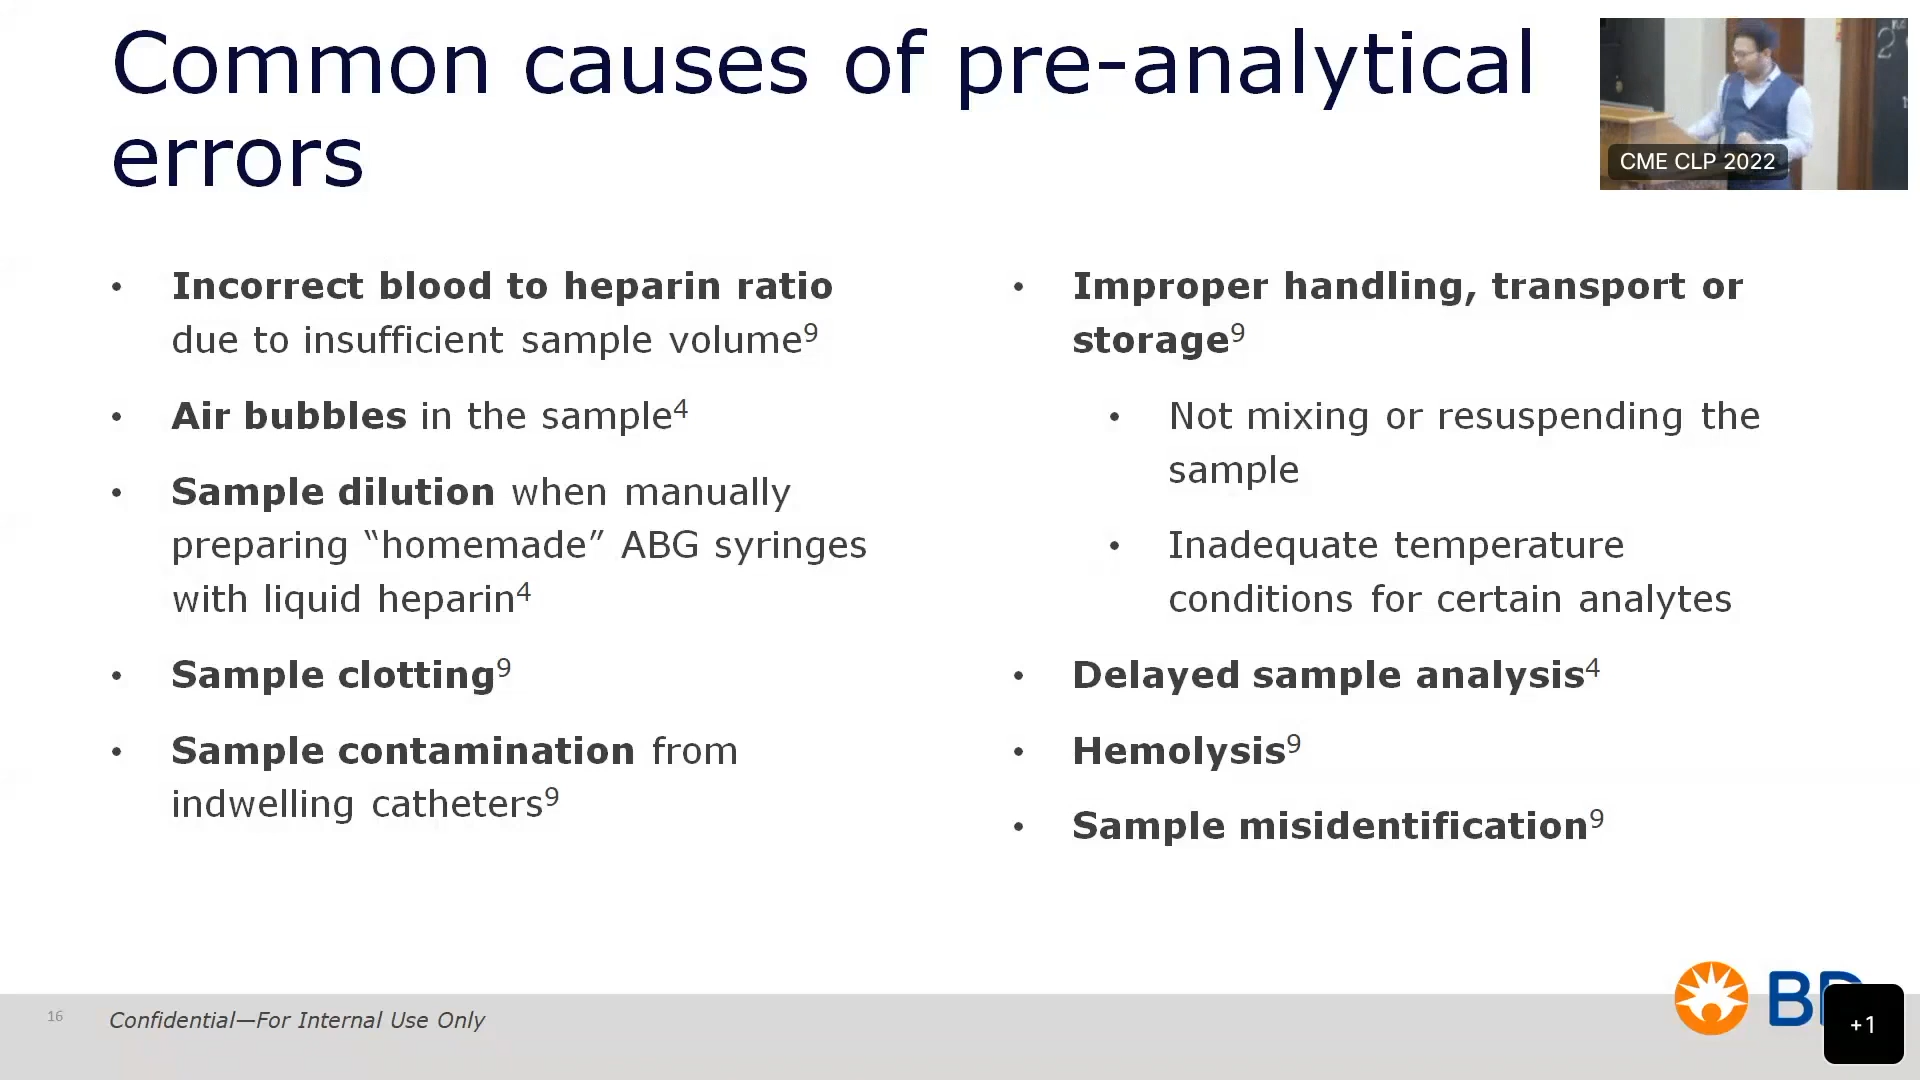 Common causes of pre-analytical
errors
CME CLP 2022
• Incorrect blood to heparin ratio
due to insufficient sample volume9
• Air bubbles in the sample4
• Sample dilution when manually
preparing “homemade” ABG syringes
with liquid heparin4
• Sample clotting9
• Sample contamination from
indwelling catheters9
• Improper handling, transport or
storage9
• Not mixing or resuspending the
sample
• Inadequate temperature
conditions for certain analytes
• Delayed sample analysis4
• Hemolysis9
• Sample misidentification9
16
Confidential—For Internal Use Only
BD
+1